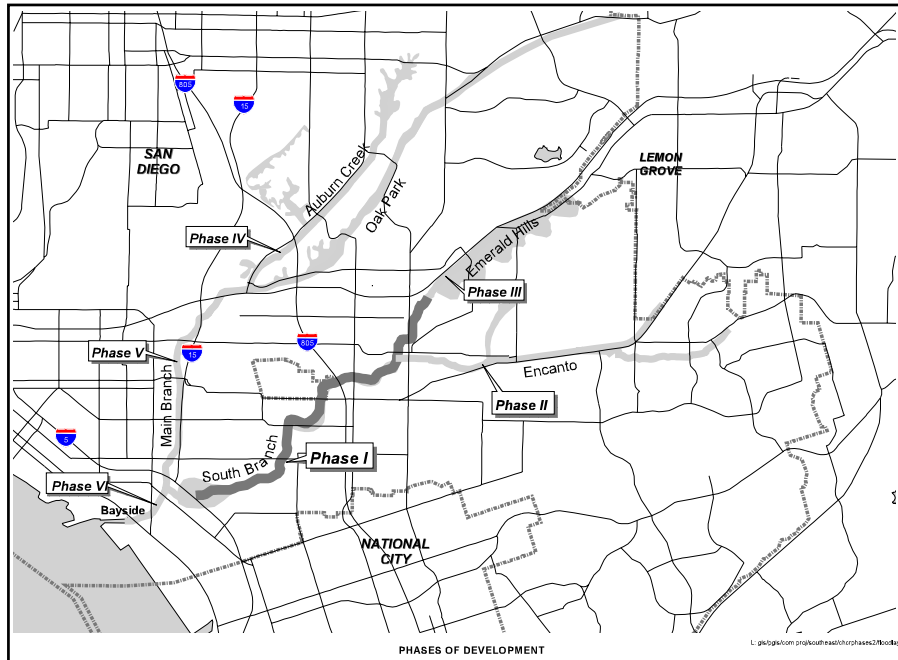 805
15
SAN
DIEGO
LEMON
GROVE
Auburn Creek
Oak Park
Phase IV
Emerald Hills
Phase III
805
Phase V
15
Encanto
Main Branch
Phase II
5
South Branch
Phase I
Phase VI
Bayside
NATIONAL
CITY
PHASES OF DEVELOPMENT